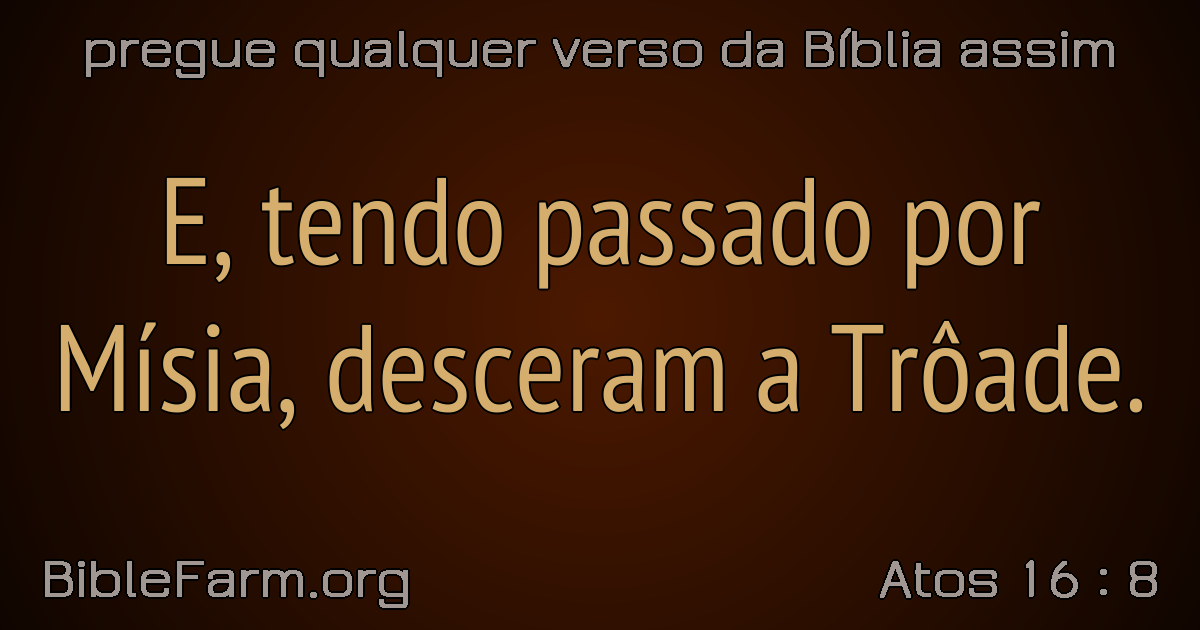 pregue qualquer verso da Bíblia assim
E, tendo passado por
Mísia, desceram a Trôade.
BibleFarm.org
Atos 16 : 8